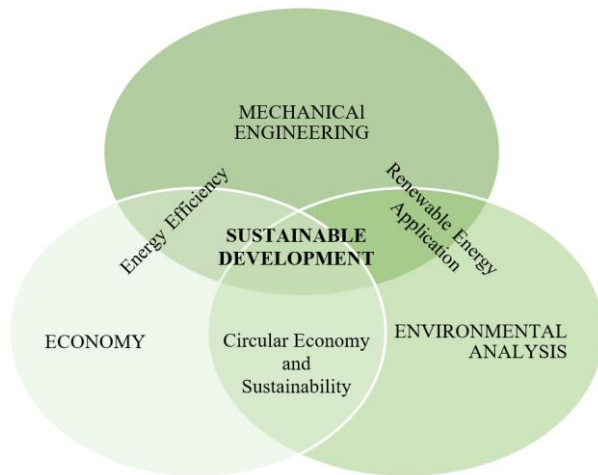 MECHANICAl
ENGINEERING
Energy Efficiency
Renewable Energy
Application
SUSTAINABLE
DEVELOPMENT
ECONOMY
Circular Economy
and
Sustainability
ENVIRONMENTAL
ANALYSIS